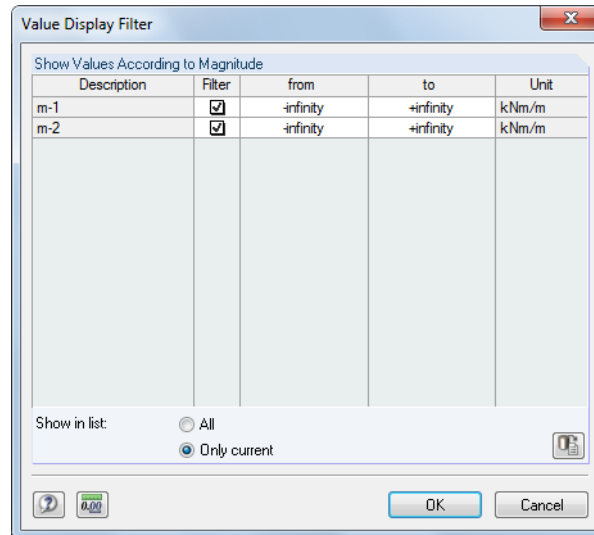 Value Display Filter
Show Values According to Magnitude
Description Filter from to Unit
m-1 -infinity +infinity kNm/m
m-2 -infinity +infinity kNm/m
Show in list: All
Only current
0.00 OK Cancel